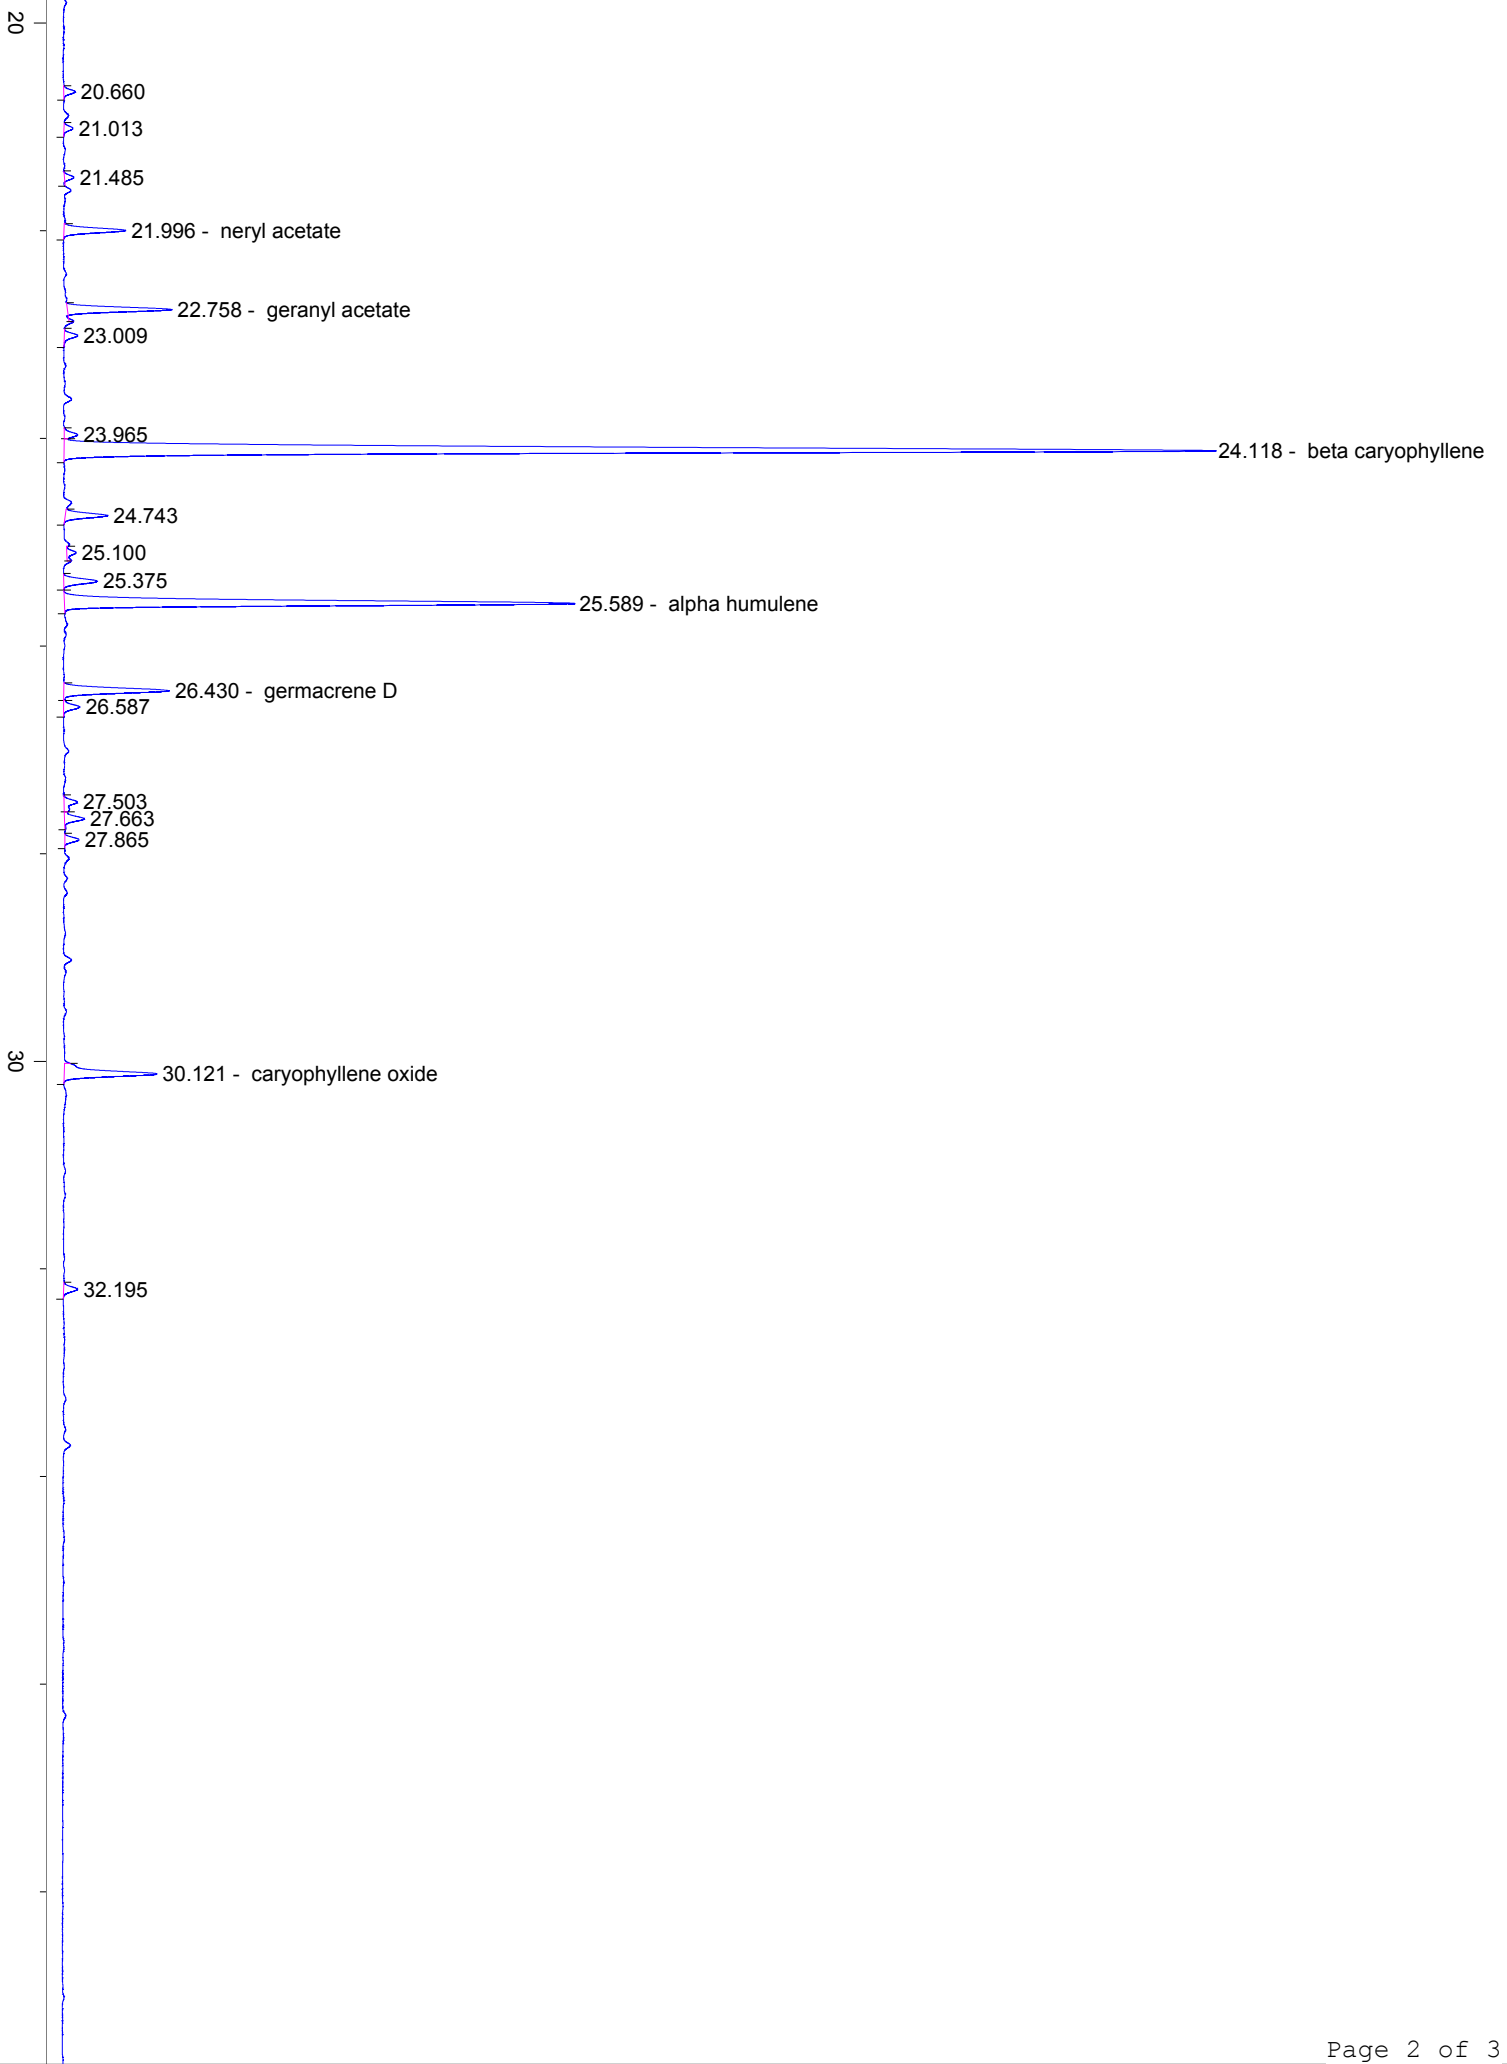 20
20.660
21.013
21.485
21.996 - neryl acetate
22.758 - geranyl acetate
23.009
23.965
24.118 - beta caryophyllene
24.743
25.100
25.375
25.589 - alpha humulene
26.430 - germacrene D
26.587
27.503
27.663
27.865
30
30.121 - caryophyllene oxide
32.195
Page 2 of 3